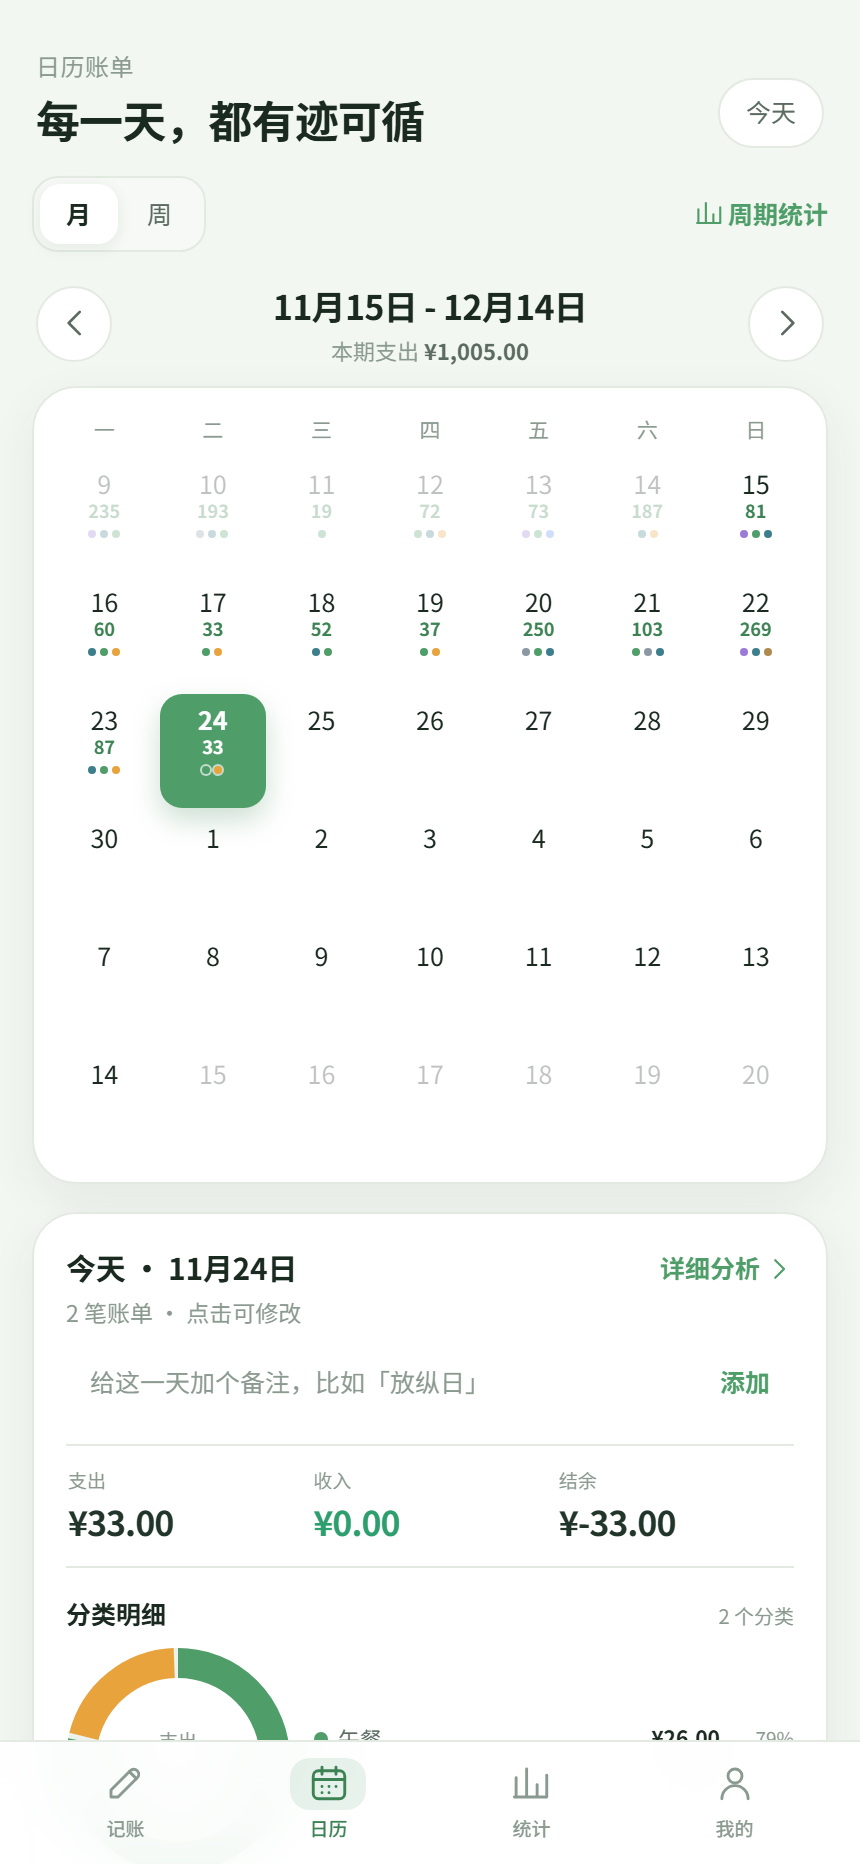 日历账单
每一天，都有迹可循
今天
月 周
周期统计
11月15日 - 12月14日
本期支出 ¥1,005.00
一 二 三 四 五 六 日
9 10 11 12 13 14 15
235 193 19 72 73 187 81
16 17 18 19 20 21 22
60 33 52 37 250 103 269
23 24 25 26 27 28 29
87 33
30 1 2 3 4 5 6
7 8 9 10 11 12 13
14 15 16 17 18 19 20
今天 · 11月24日
详细分析
2 笔账单 · 点击可修改
给这一天加个备注，比如「放纵日」
添加
支出 收入 结余
¥33.00 ¥0.00 ¥-33.00
分类明细
2 个分类
支出
午餐 ¥26.00 79%
记账 日历 统计 我的